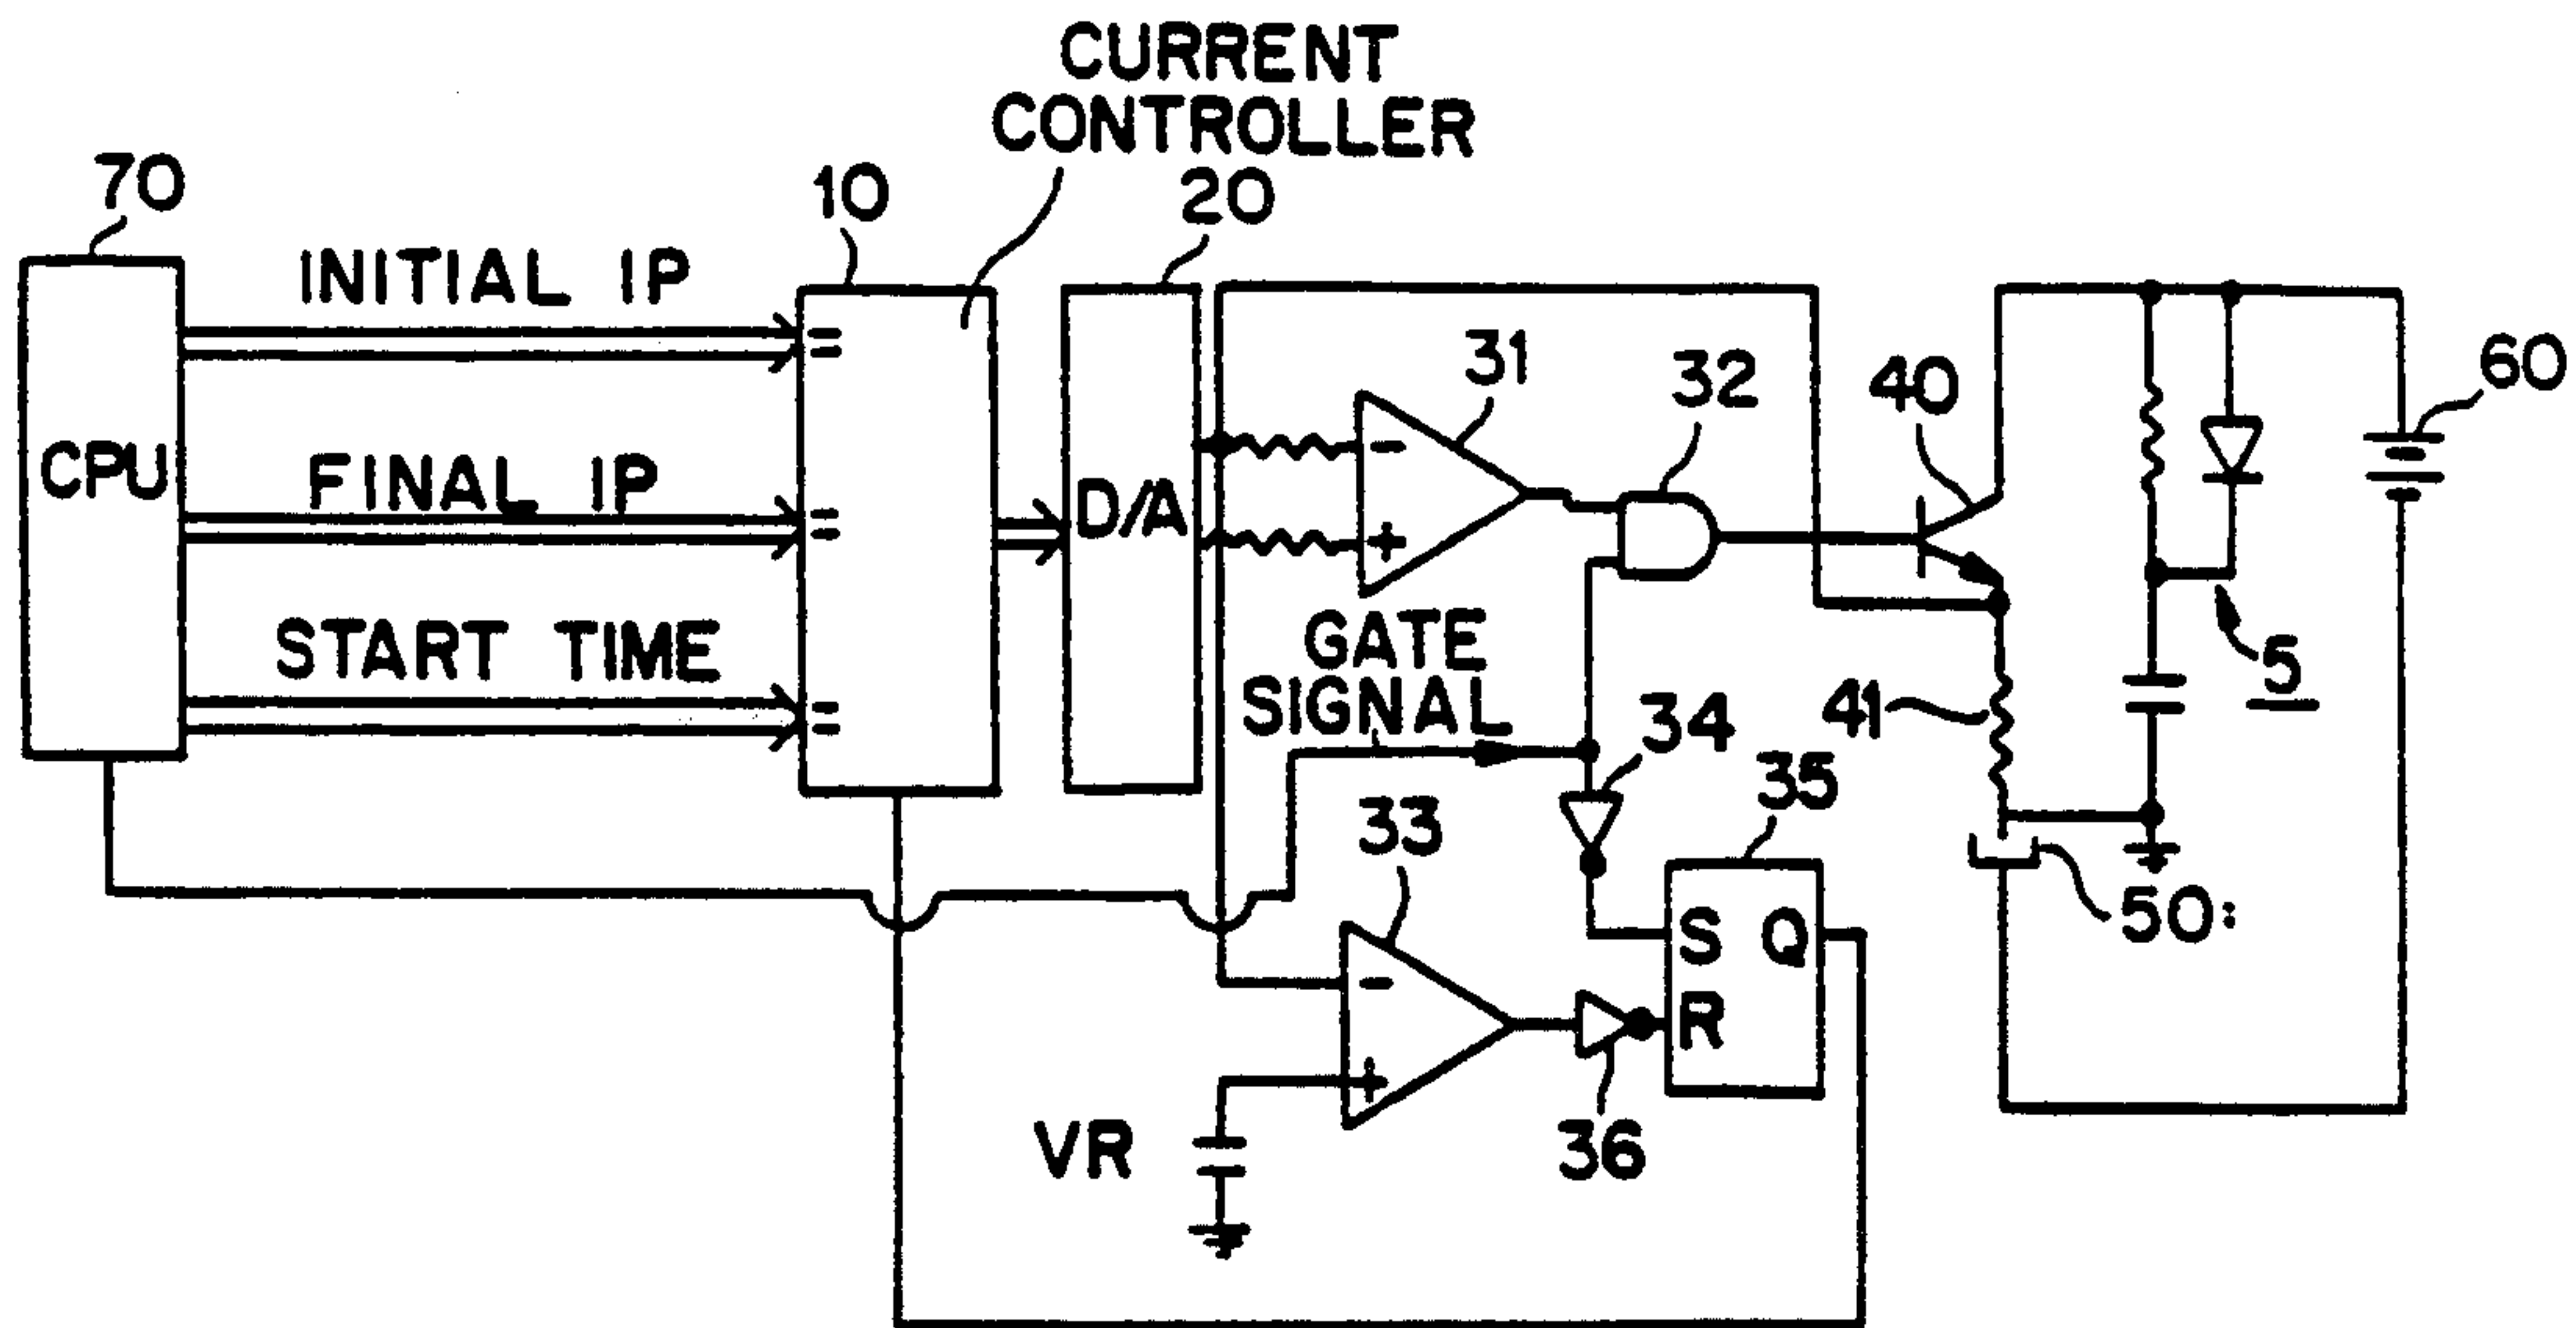 CURRENT
CONTROLLER
70
10
20
INITIAL IP
31
32
40
60
CPU
FINAL IP
D/A
-
+
START TIME
GATE
SIGNAL
34
41
5
33
35
50:
S Q
-
R
+
VR
36